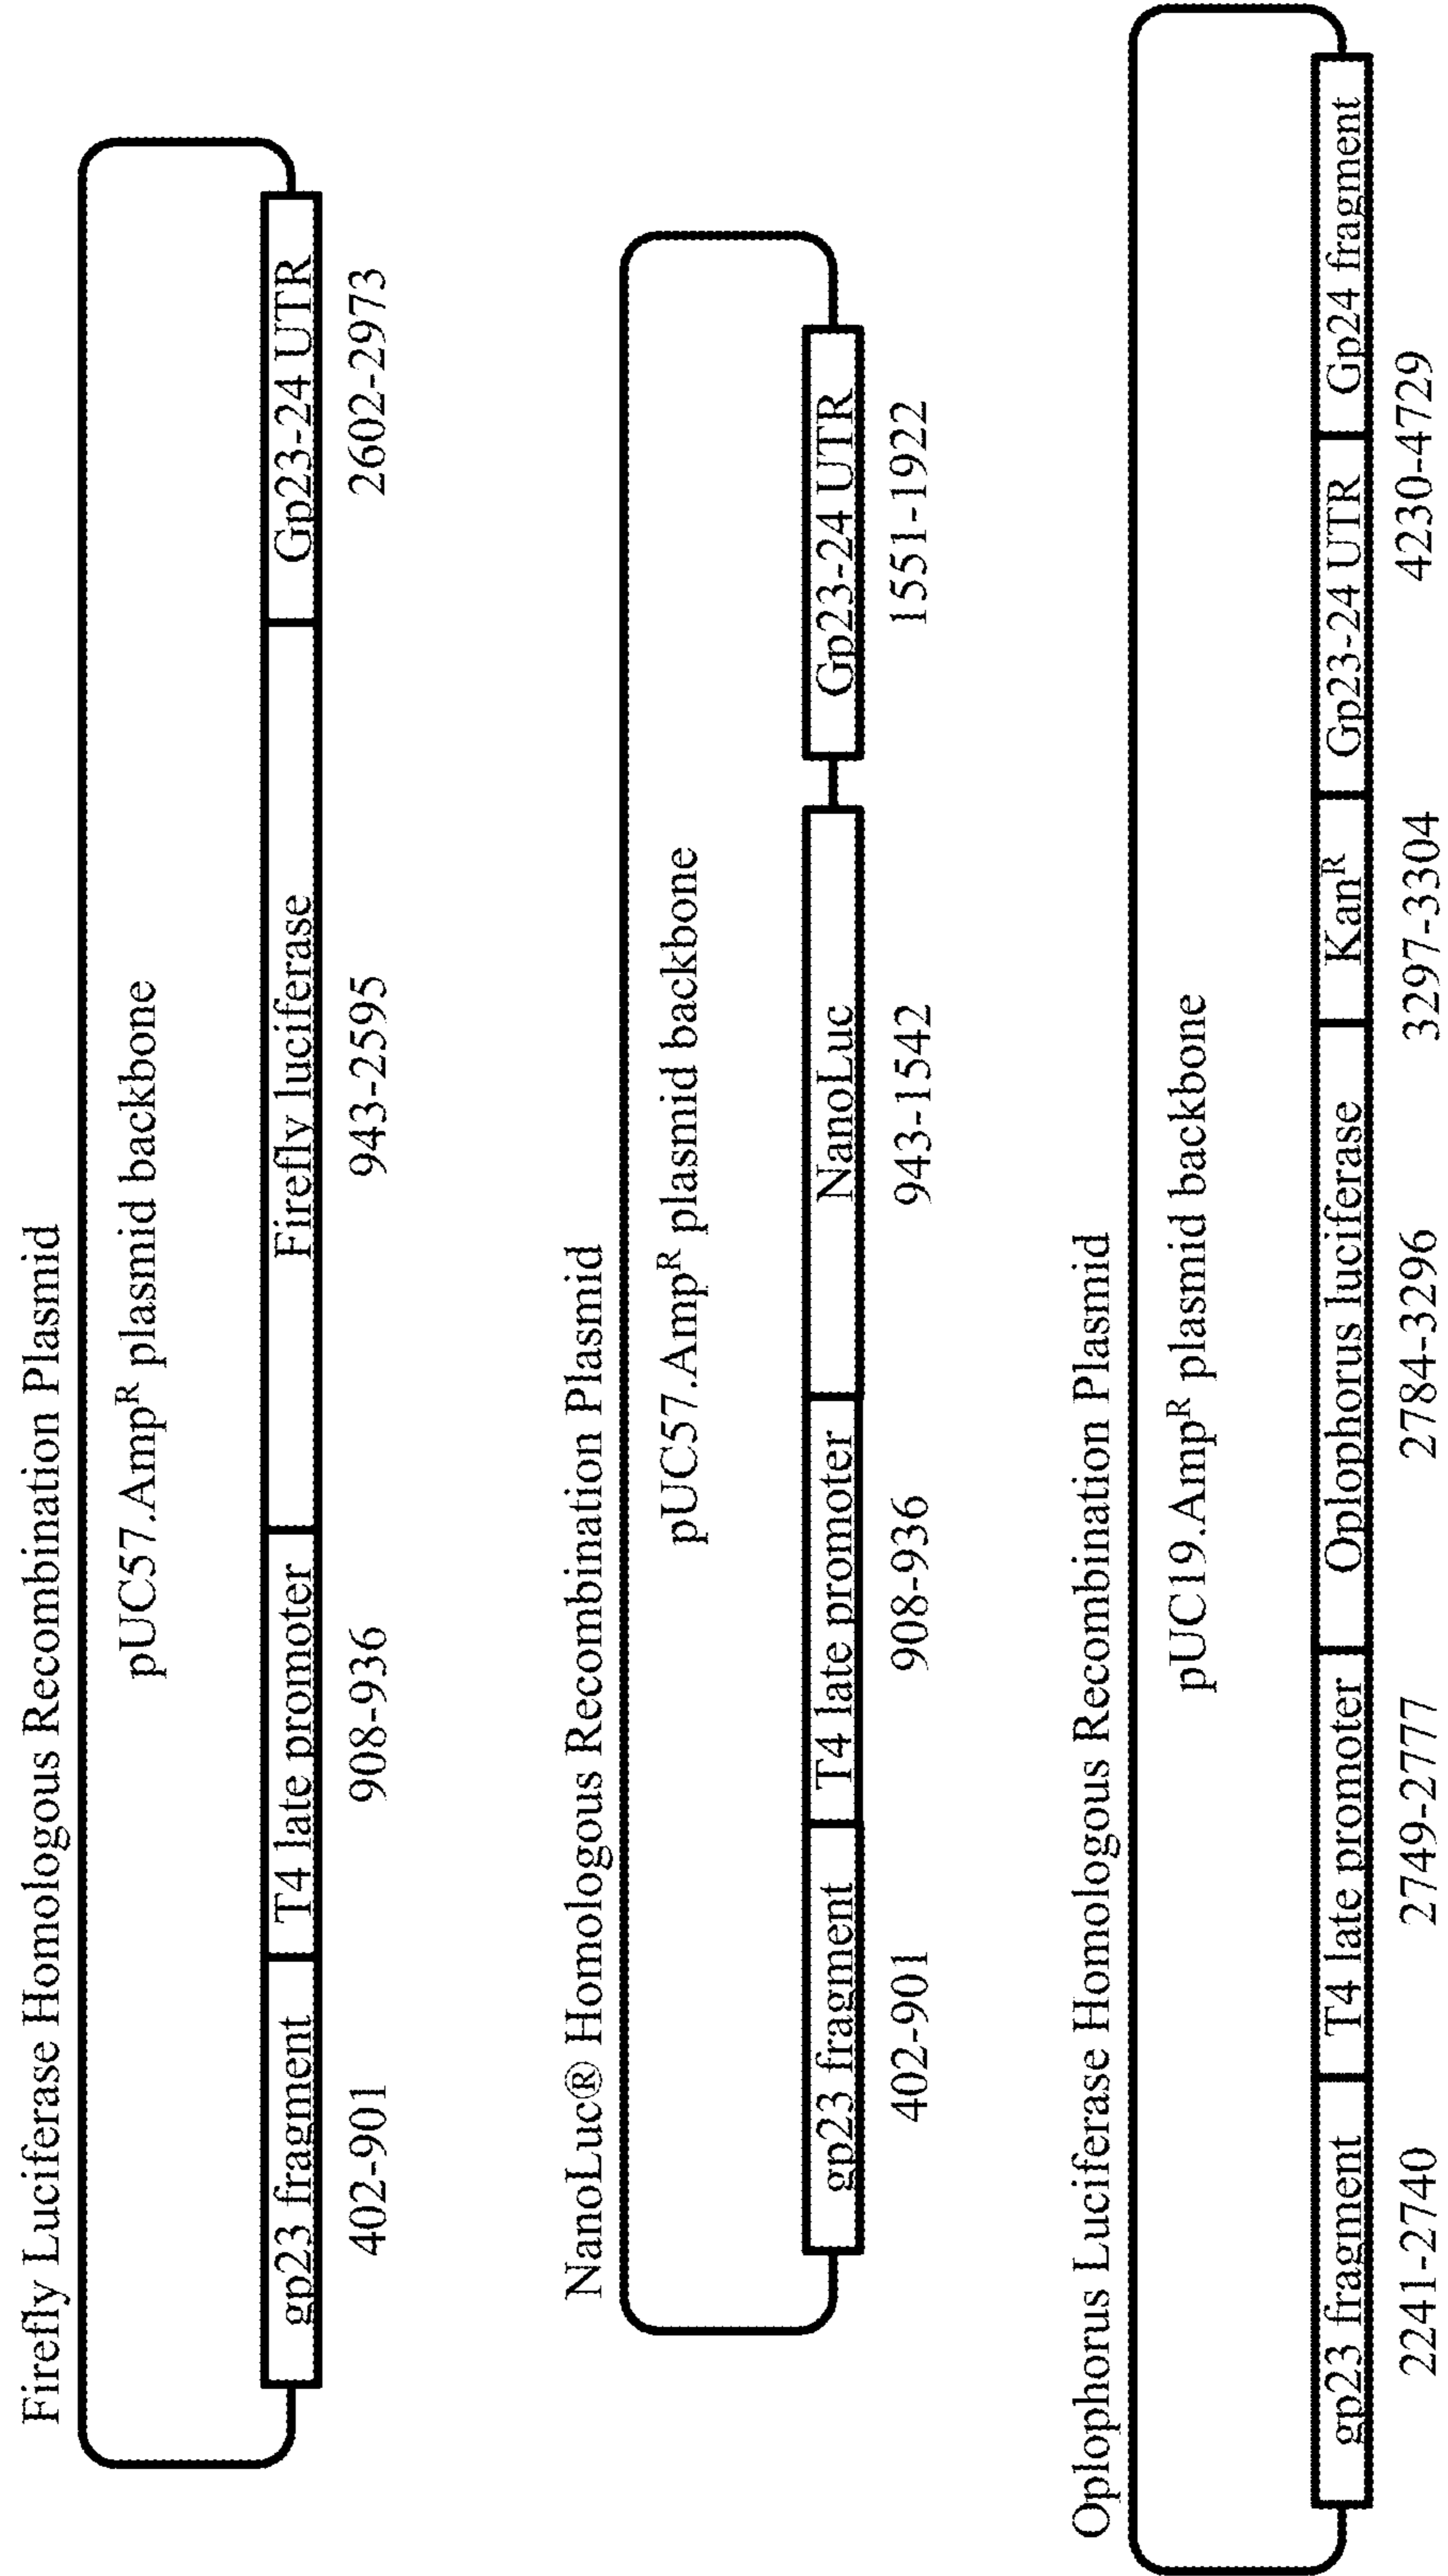 Firefly Luciferase Homologous Recombination Plasmid
pUC57.Amp^R plasmid backbone
gp23 fragment T4 late promoter Firefly luciferase Gp23-24 UTR
402-901 908-936 943-2595 2602-2973
NanoLuc® Homologous Recombination Plasmid
pUC57.Amp^R plasmid backbone
gp23 fragment T4 late promoter NanoLuc Gp23-24 UTR
402-901 908-936 943-1542 1551-1922
Oplophorus Luciferase Homologous Recombination Plasmid
pUC19.Amp^R plasmid backbone
gp23 fragment T4 late promoter Oplophorus luciferase Kan^R Gp23-24 UTR Gp24 fragment
2241-2740 2749-2777 2784-3296 3297-3304 4230-4729